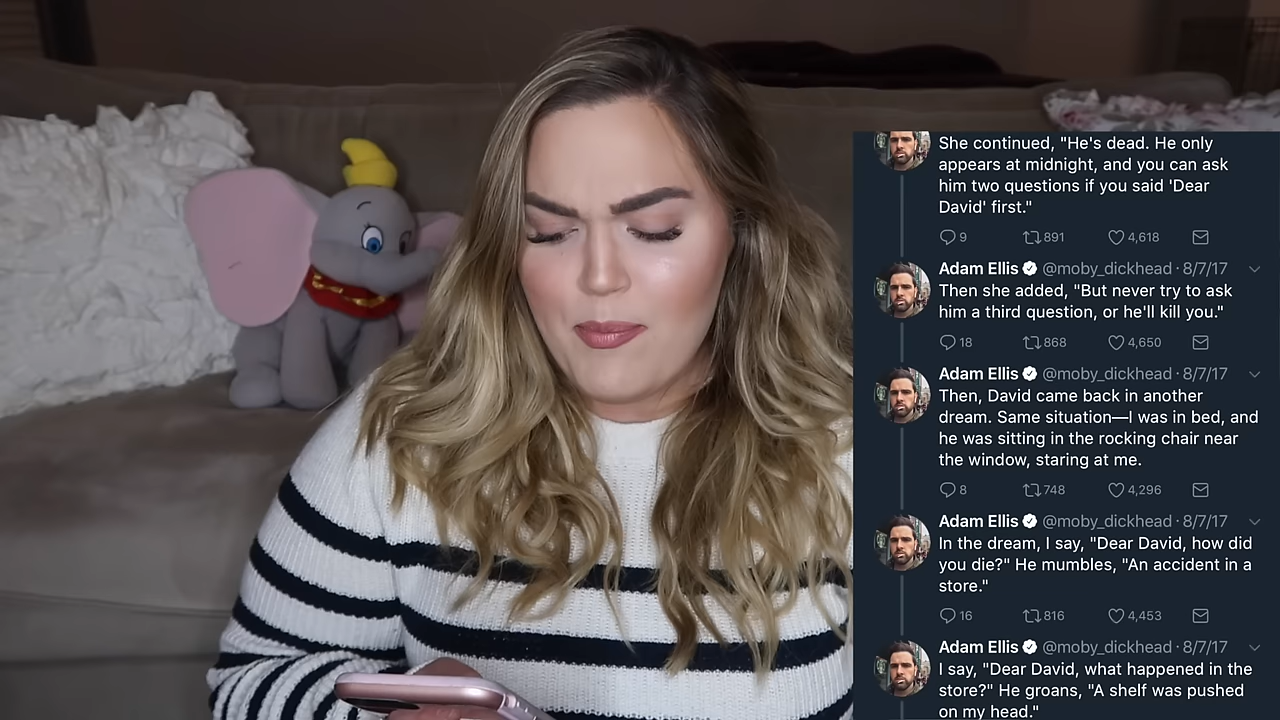 She continued, "He's dead. He only
appears at midnight, and you can ask
him two questions if you said 'Dear
David' first."
9 891 4,618
Adam Ellis @moby_dickhead · 8/7/17
Then she added, "But never try to ask
him a third question, or he'll kill you."
18 868 4,650
Adam Ellis @moby_dickhead · 8/7/17
Then, David came back in another
dream. Same situation—I was in bed, and
he was sitting in the rocking chair near
the window, staring at me.
8 748 4,296
Adam Ellis @moby_dickhead · 8/7/17
In the dream, I say, "Dear David, how did
you die?" He mumbles, "An accident in a
store."
16 816 4,453
Adam Ellis @moby_dickhead · 8/7/17
I say, "Dear David, what happened in the
store?" He groans, "A shelf was pushed
on my head."